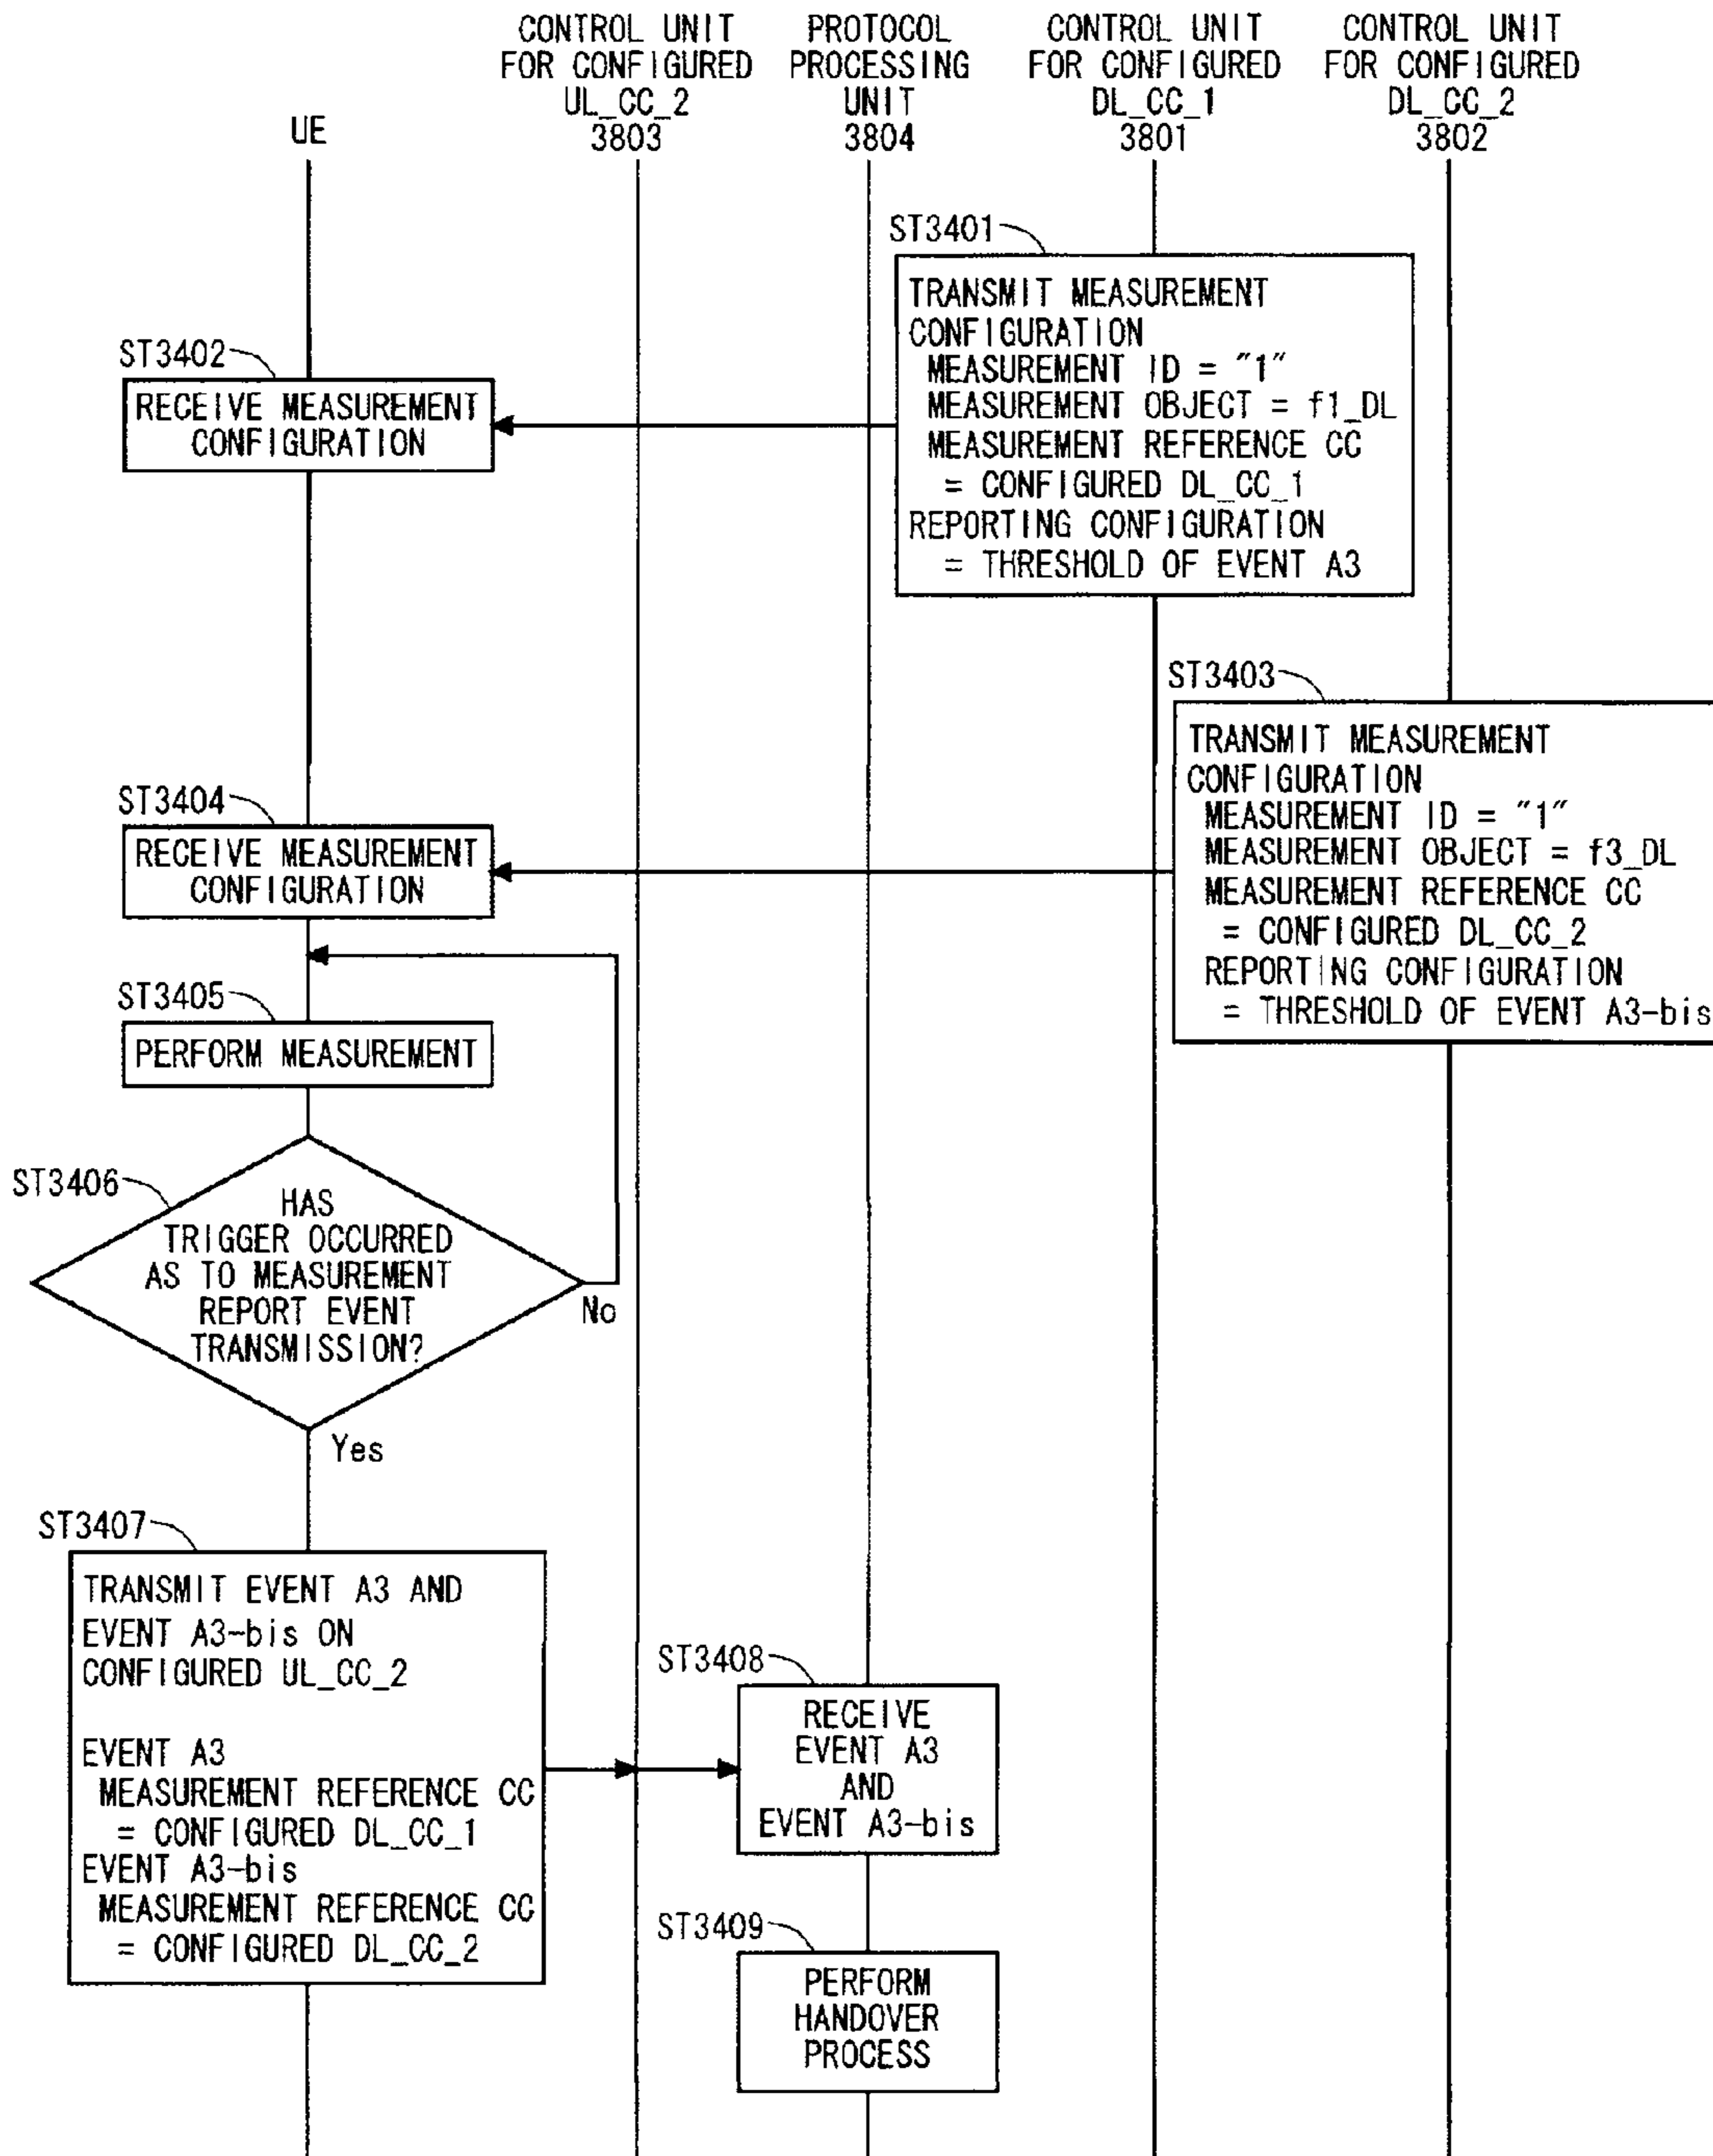 UE
CONTROL UNIT
FOR CONFIGURED
UL_CC_2
3803
PROTOCOL
PROCESSING
UNIT
3804
CONTROL UNIT
FOR CONFIGURED
DL_CC_1
3801
CONTROL UNIT
FOR CONFIGURED
DL_CC_2
3802
ST3401
TRANSMIT MEASUREMENT
CONFIGURATION
MEASUREMENT ID = "1"
MEASUREMENT OBJECT = f1_DL
MEASUREMENT REFERENCE CC
= CONFIGURED DL_CC_1
REPORTING CONFIGURATION
= THRESHOLD OF EVENT A3
ST3402
RECEIVE MEASUREMENT
CONFIGURATION
ST3403
TRANSMIT MEASUREMENT
CONFIGURATION
MEASUREMENT ID = "1"
MEASUREMENT OBJECT = f3_DL
MEASUREMENT REFERENCE CC
= CONFIGURED DL_CC_2
REPORTING CONFIGURATION
= THRESHOLD OF EVENT A3-bis
ST3404
RECEIVE MEASUREMENT
CONFIGURATION
ST3405
PERFORM MEASUREMENT
ST3406
HAS
TRIGGER OCCURRED
AS TO MEASUREMENT
REPORT EVENT
TRANSMISSION?
No
Yes
ST3407
TRANSMIT EVENT A3 AND
EVENT A3-bis ON
CONFIGURED UL_CC_2
EVENT A3
MEASUREMENT REFERENCE CC
= CONFIGURED DL_CC_1
EVENT A3-bis
MEASUREMENT REFERENCE CC
= CONFIGURED DL_CC_2
ST3408
RECEIVE
EVENT A3
AND
EVENT A3-bis
ST3409
PERFORM
HANDOVER
PROCESS